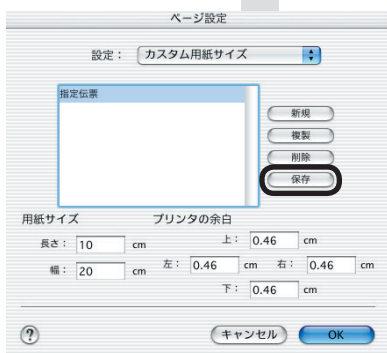 ページ設定
設定： カスタム用紙サイズ
指定伝票
新規
複製
削除
保存
用紙サイズ プリンタの余白
長さ： 10 cm 上： 0.46 cm
幅： 20 cm 左： 0.46 cm 右： 0.46 cm
下： 0.46 cm
? キャンセル OK